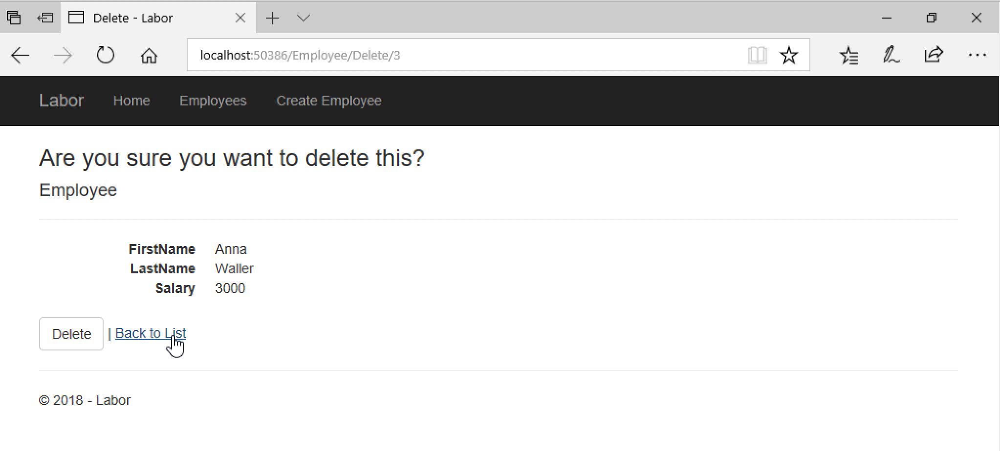 Delete - Labor
localhost:50386/Employee/Delete/3
Labor Home Employees Create Employee
Are you sure you want to delete this?
Employee
FirstName Anna
LastName Waller
Salary 3000
Delete | Back to List
© 2018 - Labor